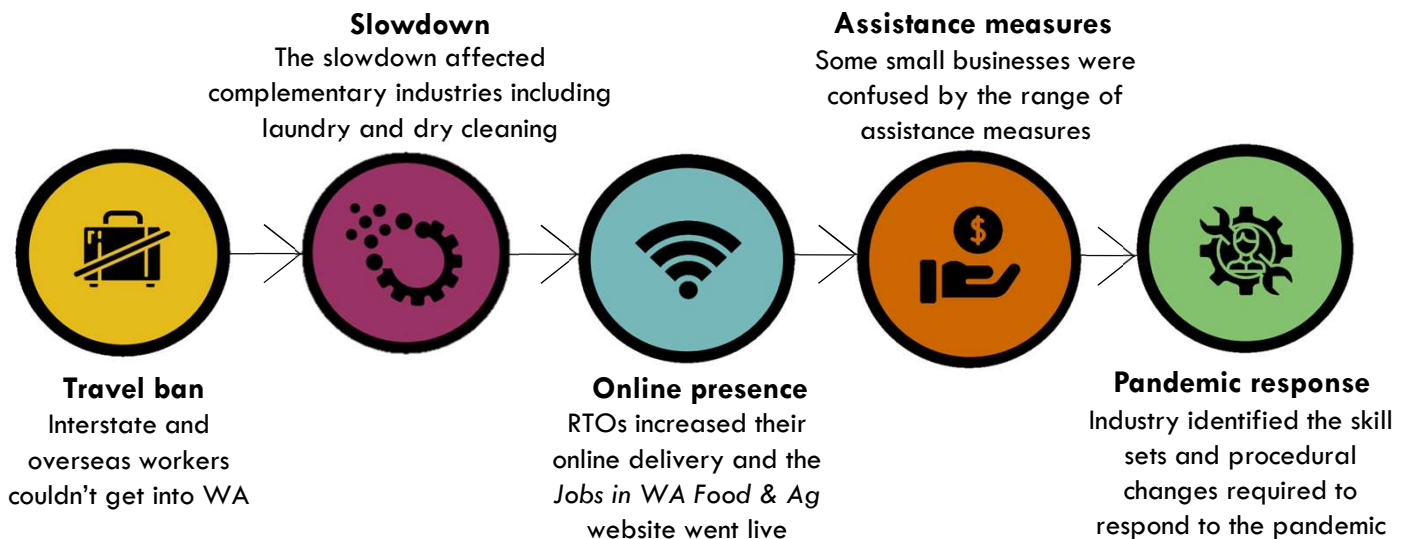 Slowdown
The slowdown affected
complementary industries including
laundry and dry cleaning
Assistance measures
Some small businesses were
confused by the range of
assistance measures
$
Travel ban
Interstate and
overseas workers
couldn't get into WA
Online presence
RTOs increased their
online delivery and the
Jobs in WA Food & Ag
website went live
Pandemic response
Industry identified the skill
sets and procedural
changes required to
respond to the pandemic